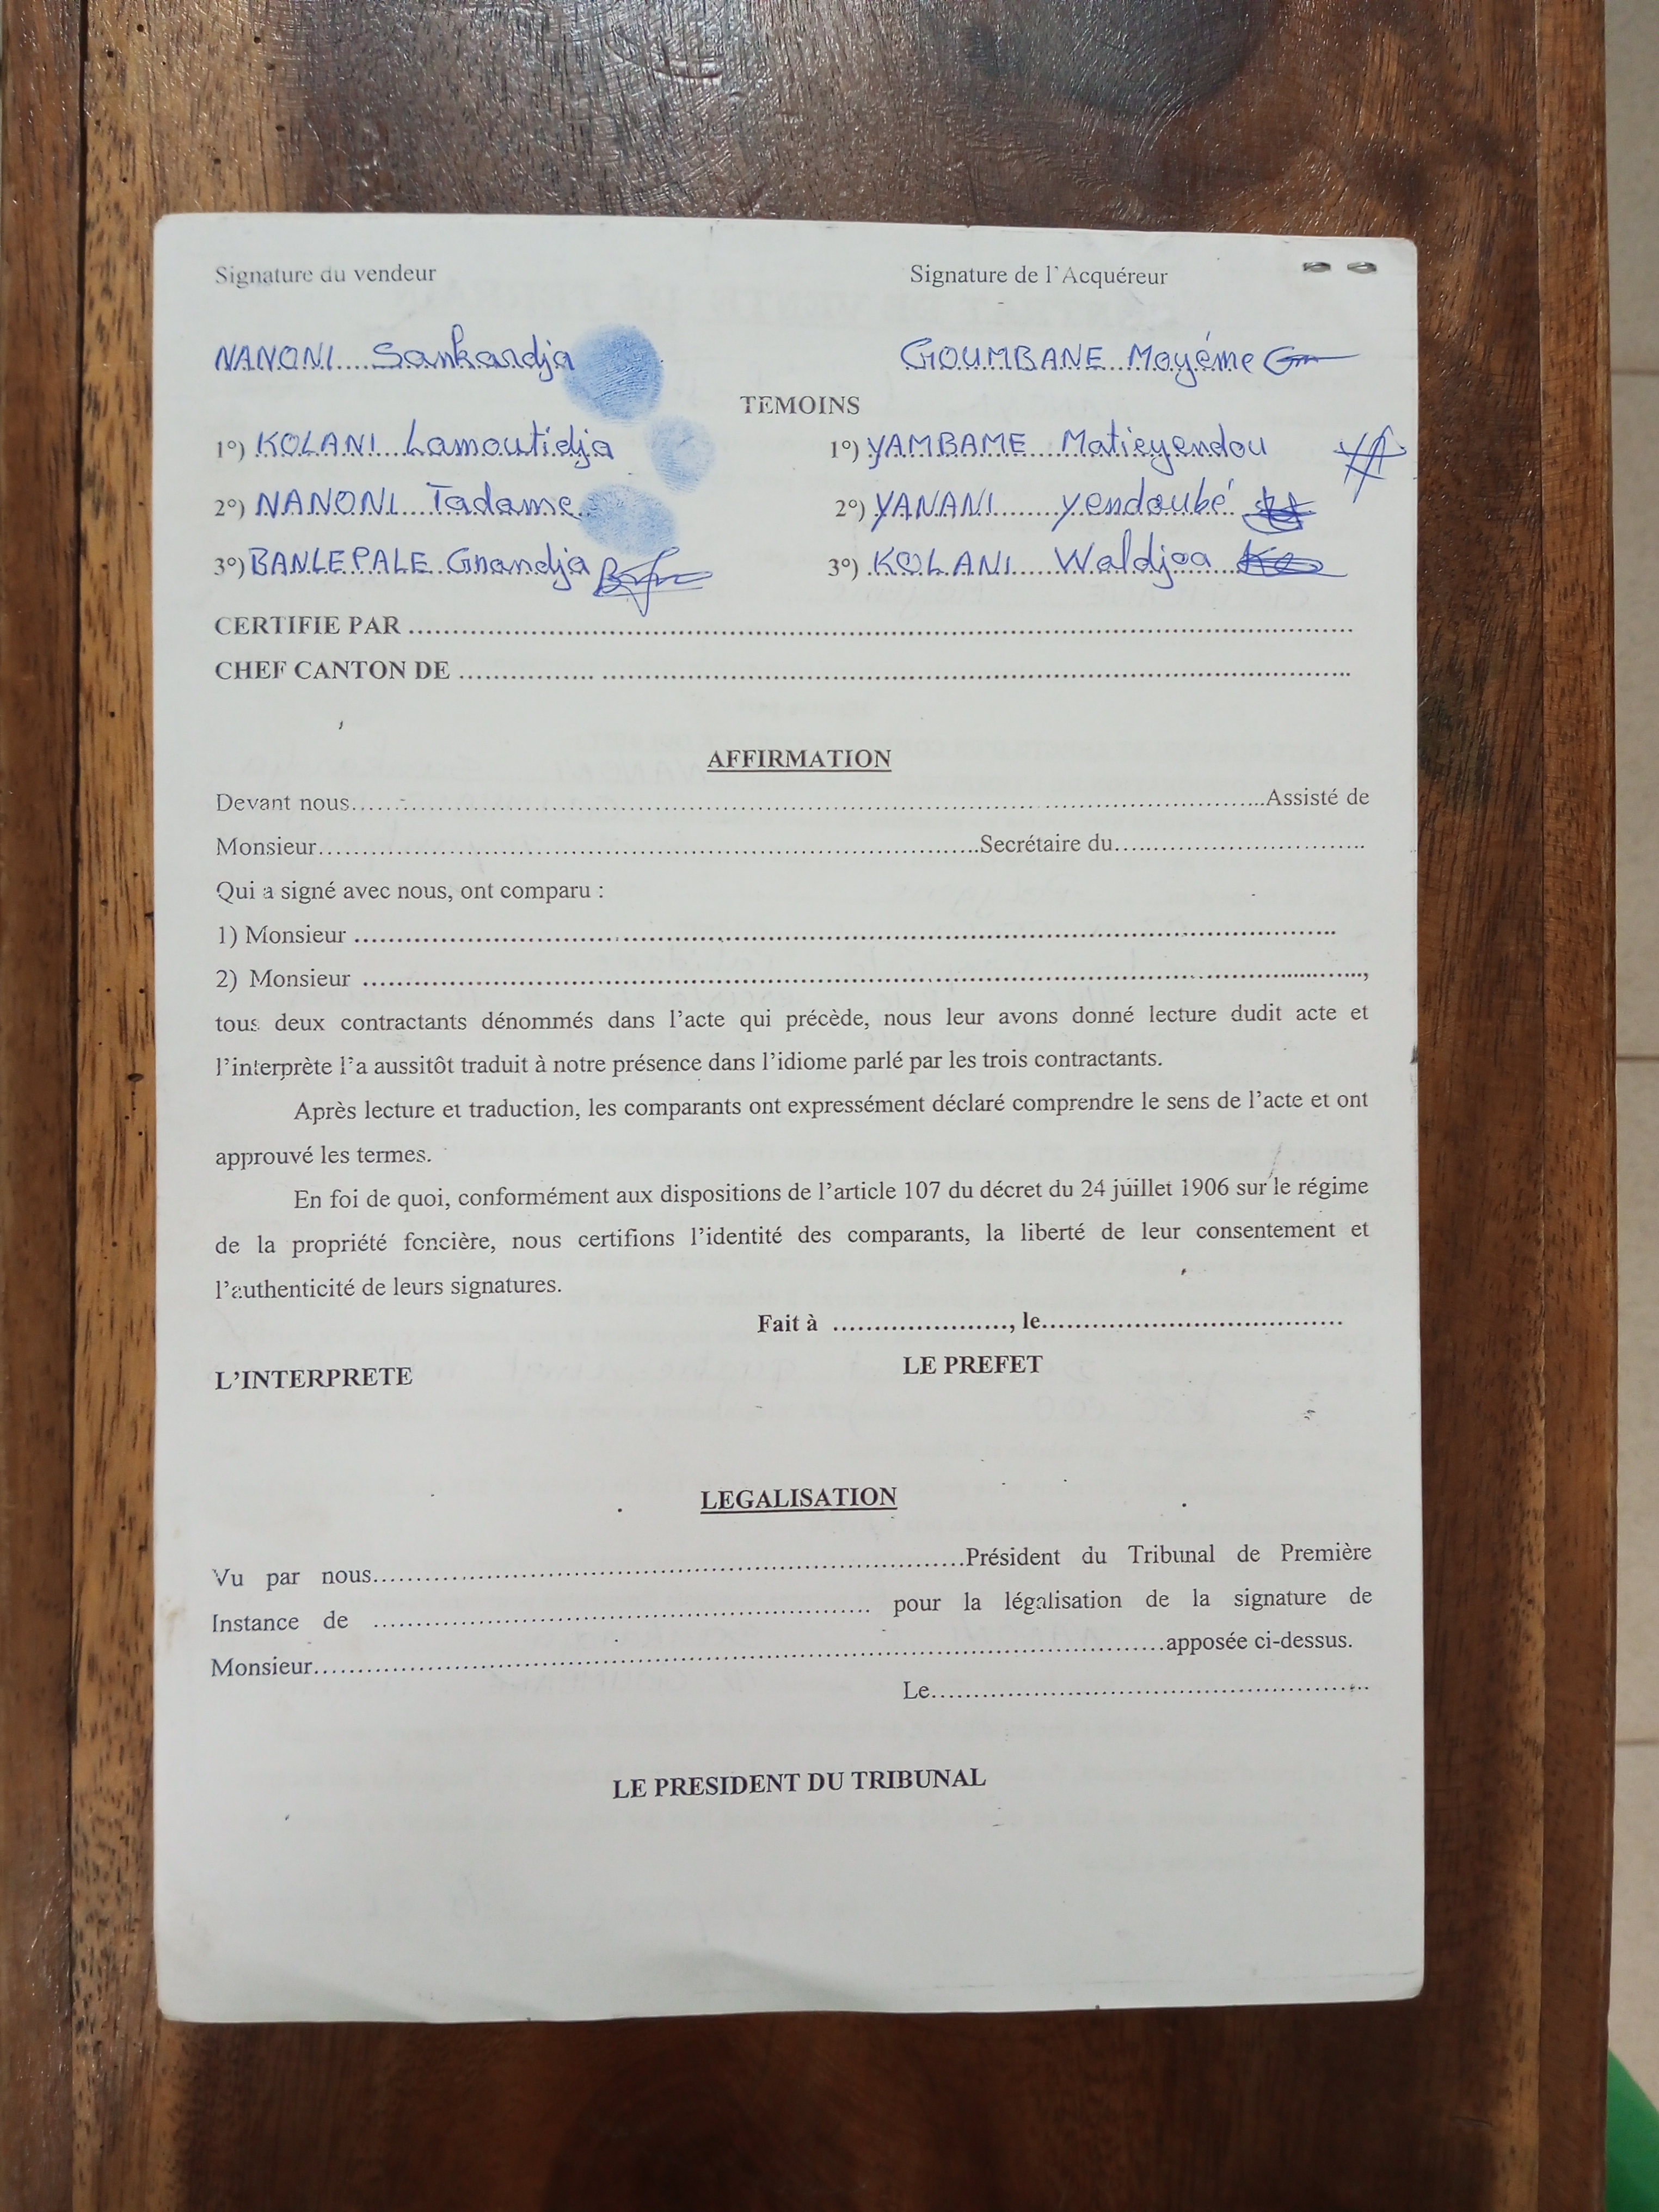 Signature du vendeur Signature de l'Acquéreur
NANONI....Sankardja GOUMBANE...Moyéme
TEMOINS
1°) KOLANI...Lamoutidja 1°) YAMBAME...Matieyendou
2°) NANONI...Tadame 2°) YANANI........yendoubé
3°) BANLEPALE..Gnandja 3°) KOLANI.....Waldjoa
CERTIFIE PAR ........................................................................
CHEF CANTON DE ................ ........................................................
AFFIRMATION
Devant nous................................................................................Assisté de
Monsieur................................................................Secrétaire du..............................
Qui a signé avec nous, ont comparu :
1) Monsieur ........................................................................................
2) Monsieur .......................................................................................,
tous deux contractants dénommés dans l'acte qui précède, nous leur avons donné lecture dudit acte et
l'interprète l'a aussitôt traduit à notre présence dans l'idiome parlé par les trois contractants.
Après lecture et traduction, les comparants ont expressément déclaré comprendre le sens de l'acte et ont
approuvé les termes.
En foi de quoi, conformément aux dispositions de l'article 107 du décret du 24 juillet 1906 sur le régime
de la propriété foncière, nous certifions l'identité des comparants, la liberté de leur consentement et
l'authenticité de leurs signatures.
Fait à ....................., le...................................
L'INTERPRETE LE PREFET
LEGALISATION
Vu par nous................................................................Président du Tribunal de Première
Instance de ........................................................ pour la légalisation de la signature de
Monsieur................................................................................apposée ci-dessus.
Le....................................................
LE PRESIDENT DU TRIBUNAL